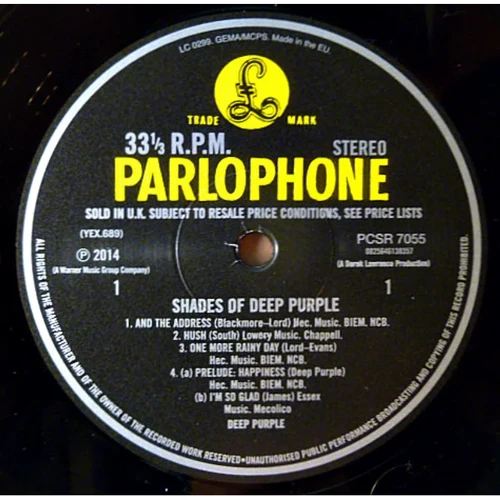 LC 0299. GEMA/MCPS. Made in the EU.
£
TRADE MARK
33⅓ R.P.M. STEREO
PARLOPHONE
SOLD IN U.K. SUBJECT TO RESALE PRICE CONDITIONS, SEE PRICE LISTS
(YEX.689) PCSR 7055
℗ 2014 0825646138357
(A Warner Music Group Company) (A Derek Lawrence Production)
1 1
SHADES OF DEEP PURPLE
1. AND THE ADDRESS (Blackmore–Lord) Hec. Music. BIEM. NCB.
2. HUSH (South) Lowery Music. Chappell.
3. ONE MORE RAINY DAY (Lord–Evans)
Hec. Music. BIEM. NCB.
4. (a) PRELUDE: HAPPINESS (Deep Purple)
Hec. Music. BIEM. NCB.
(b) I'M SO GLAD (James) Essex
Music. Mecolico
DEEP PURPLE
ALL RIGHTS OF THE MANUFACTURER AND OF THE OWNER OF THE RECORDED WORK RESERVED•UNAUTHORISED PUBLIC PERFORMANCE BROADCASTING AND COPYING OF THIS RECORD PROHIBITED.